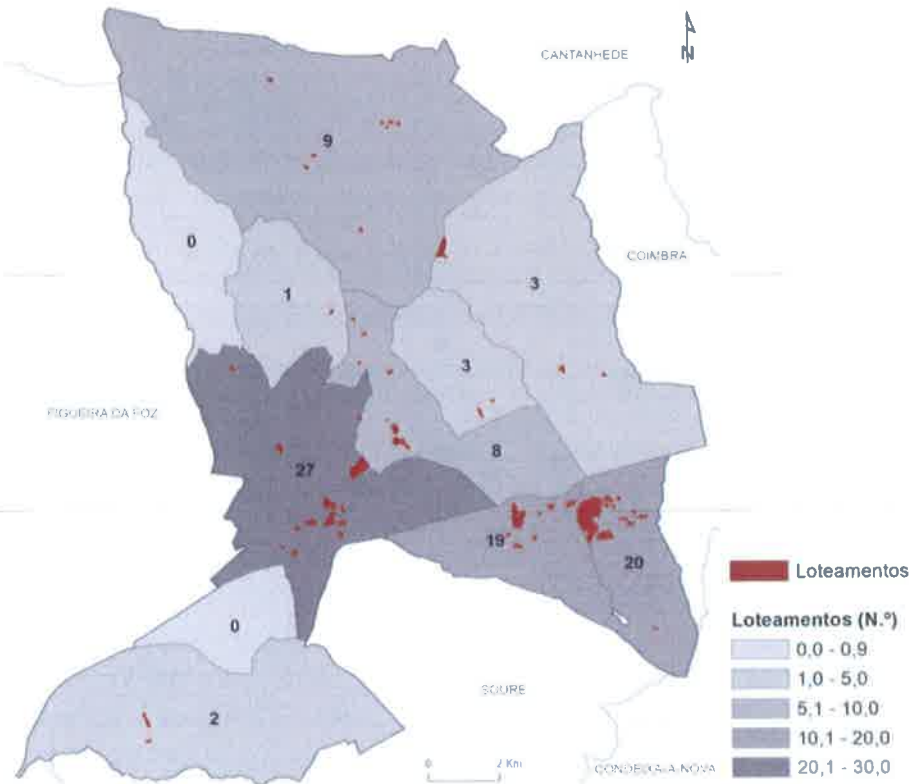 CANTANHEDE
N
9
0
COIMBRA
1
3
3
FIGUEIRA DA FOZ
8
27
19
20
Loteamentos
0
Loteamentos (N.º)
0,0 - 0,9
SOURE
1,0 - 5,0
2
5,1 - 10,0
10,1 - 20,0
0 2 Km
CONDEIXA-A-NOVA
20,1 - 30,0